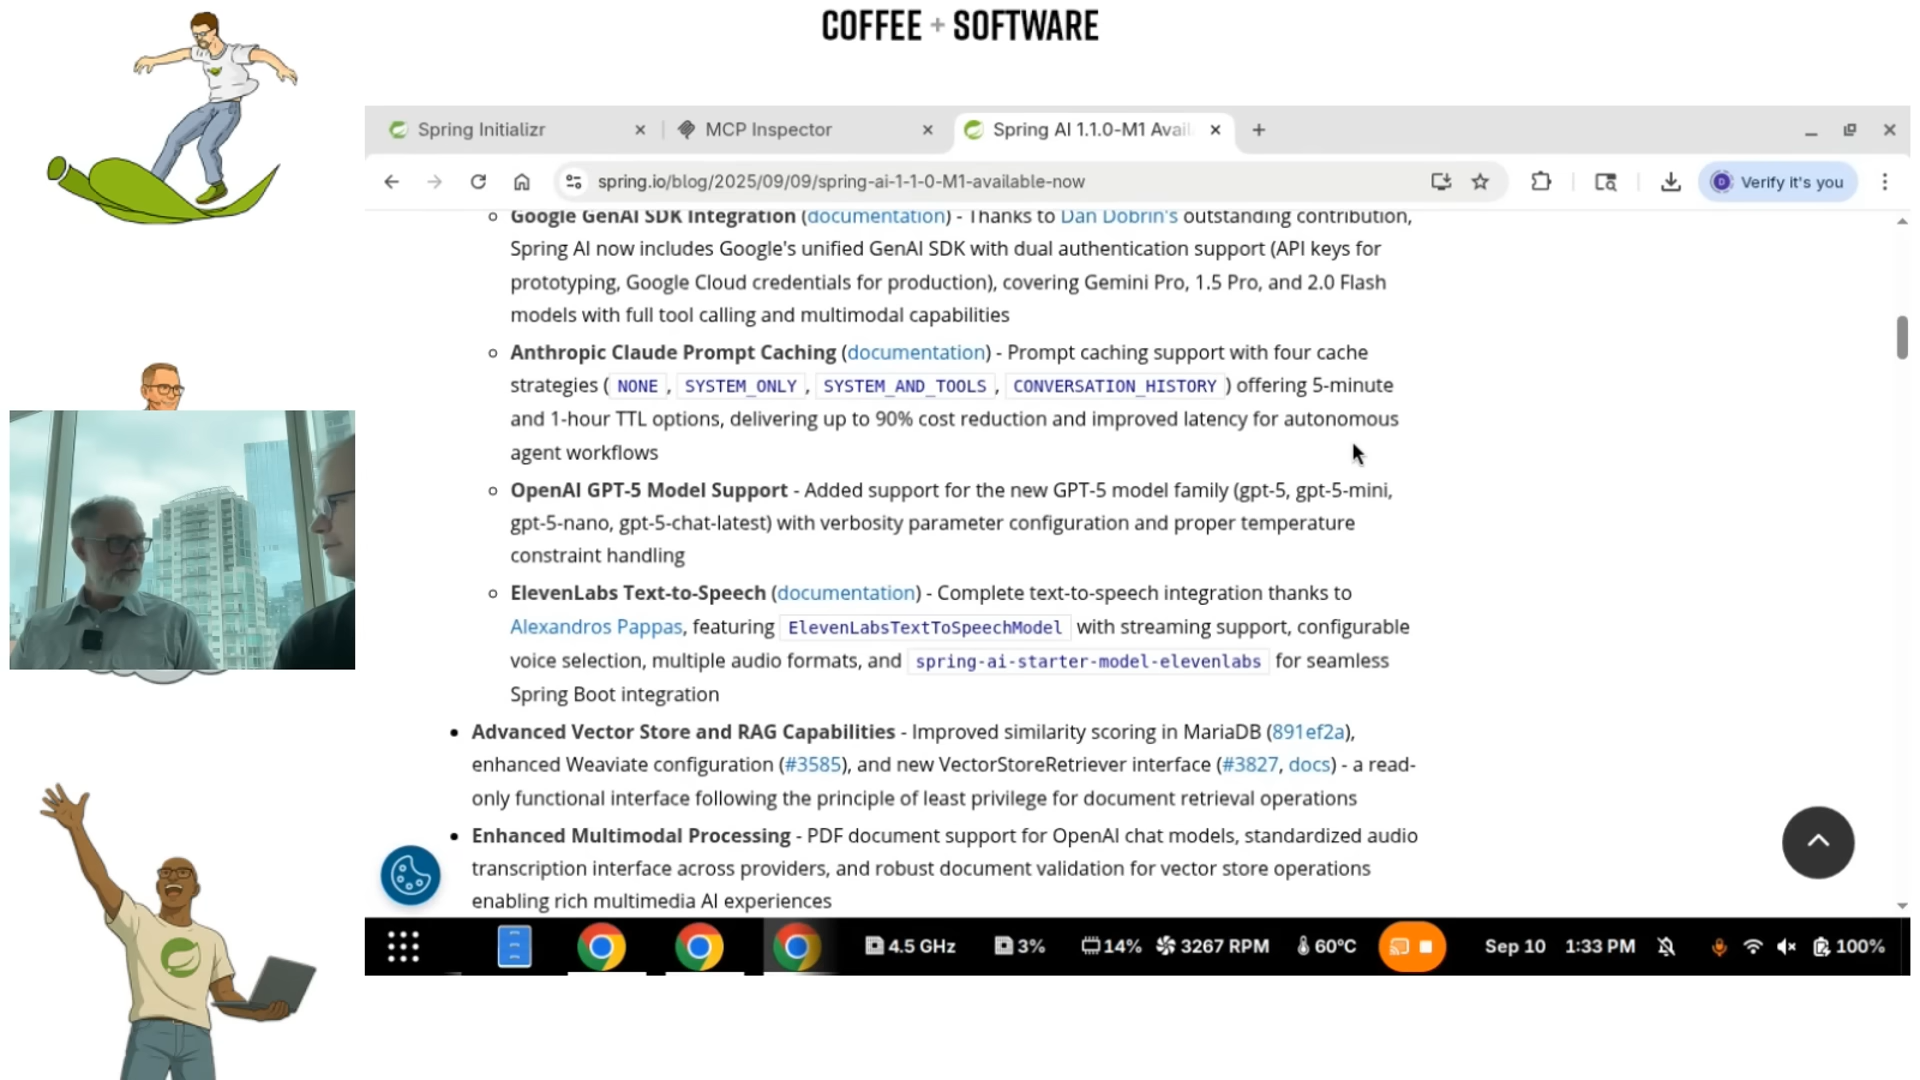 COFFEE + SOFTWARE
Spring Initializr
MCP Inspector
Spring AI 1.1.0-M1 Avail
spring.io/blog/2025/09/09/spring-ai-1-1-0-M1-available-now
Verify it's you
Google GenAI SDK Integration (documentation) - Thanks to Dan Dobrin's outstanding contribution,
Spring AI now includes Google's unified GenAI SDK with dual authentication support (API keys for
prototyping, Google Cloud credentials for production), covering Gemini Pro, 1.5 Pro, and 2.0 Flash
models with full tool calling and multimodal capabilities
Anthropic Claude Prompt Caching (documentation) - Prompt caching support with four cache
strategies ( NONE , SYSTEM_ONLY , SYSTEM_AND_TOOLS , CONVERSATION_HISTORY ) offering 5-minute
and 1-hour TTL options, delivering up to 90% cost reduction and improved latency for autonomous
agent workflows
OpenAI GPT-5 Model Support - Added support for the new GPT-5 model family (gpt-5, gpt-5-mini,
gpt-5-nano, gpt-5-chat-latest) with verbosity parameter configuration and proper temperature
constraint handling
ElevenLabs Text-to-Speech (documentation) - Complete text-to-speech integration thanks to
Alexandros Pappas, featuring ElevenLabsTextToSpeechModel with streaming support, configurable
voice selection, multiple audio formats, and spring-ai-starter-model-elevenlabs for seamless
Spring Boot integration
Advanced Vector Store and RAG Capabilities - Improved similarity scoring in MariaDB (891ef2a),
enhanced Weaviate configuration (#3585), and new VectorStoreRetriever interface (#3827, docs) - a read-
only functional interface following the principle of least privilege for document retrieval operations
Enhanced Multimodal Processing - PDF document support for OpenAI chat models, standardized audio
transcription interface across providers, and robust document validation for vector store operations
enabling rich multimedia AI experiences
4.5 GHz 3% 14% 3267 RPM 60°C Sep 10 1:33 PM 100%